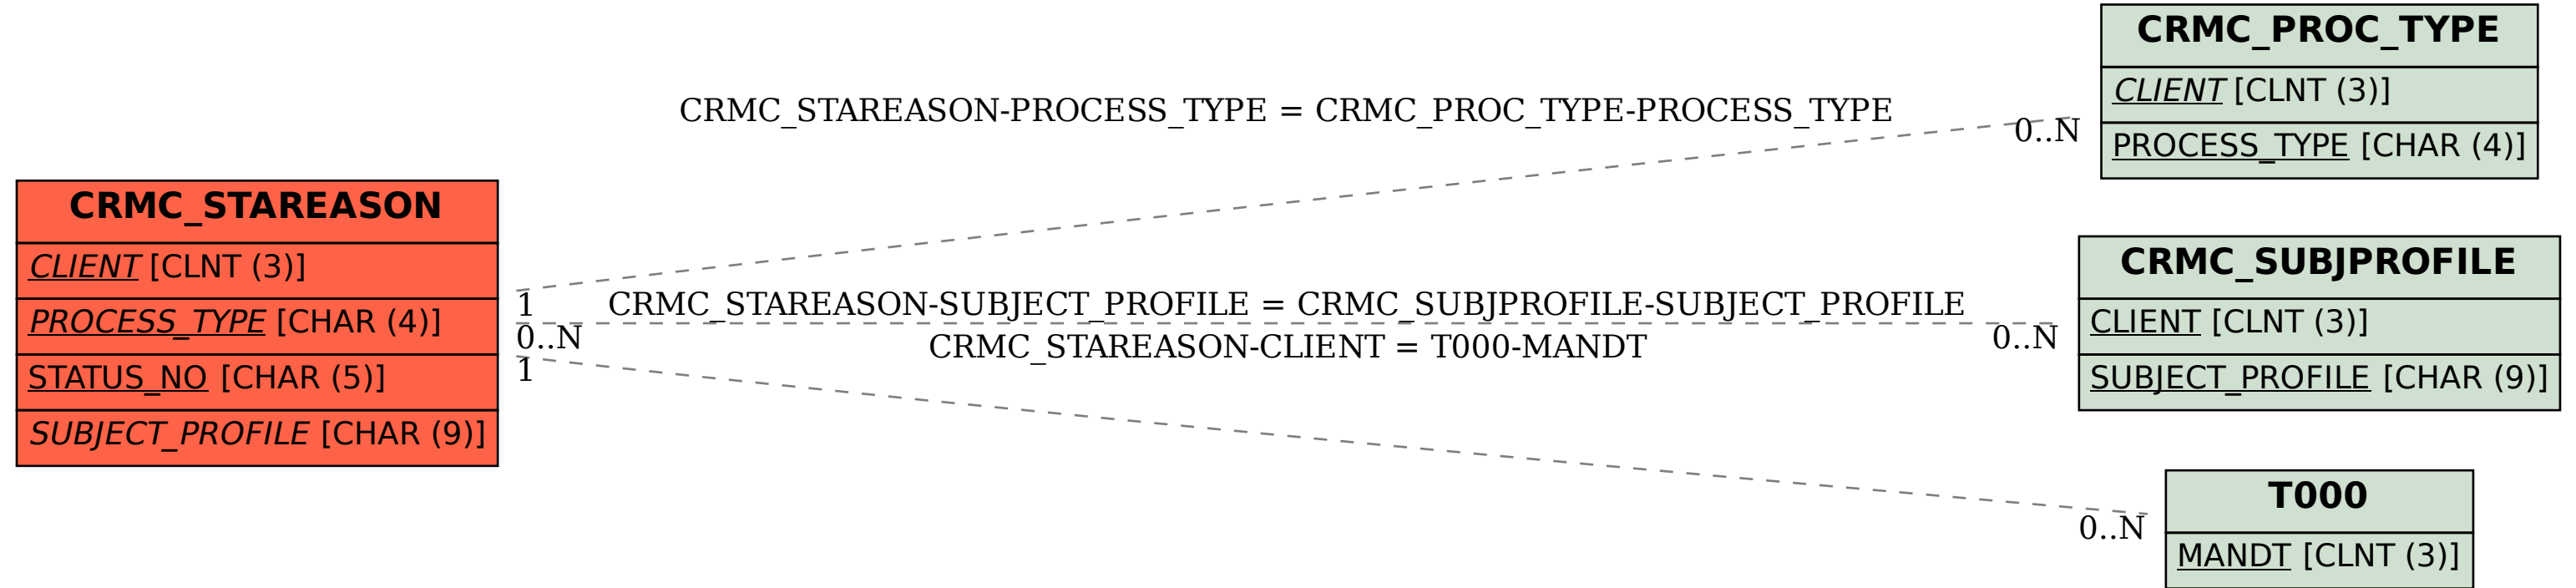 CRMC_STAREASON
CLIENT [CLNT (3)]
PROCESS_TYPE [CHAR (4)]
STATUS_NO [CHAR (5)]
SUBJECT_PROFILE [CHAR (9)]
CRMC_STAREASON-PROCESS_TYPE = CRMC_PROC_TYPE-PROCESS_TYPE
1
0..N
CRMC_STAREASON-SUBJECT_PROFILE = CRMC_SUBJPROFILE-SUBJECT_PROFILE
0..N
0..N
CRMC_STAREASON-CLIENT = T000-MANDT
1
0..N
CRMC_PROC_TYPE
CLIENT [CLNT (3)]
PROCESS_TYPE [CHAR (4)]
CRMC_SUBJPROFILE
CLIENT [CLNT (3)]
SUBJECT_PROFILE [CHAR (9)]
T000
MANDT [CLNT (3)]